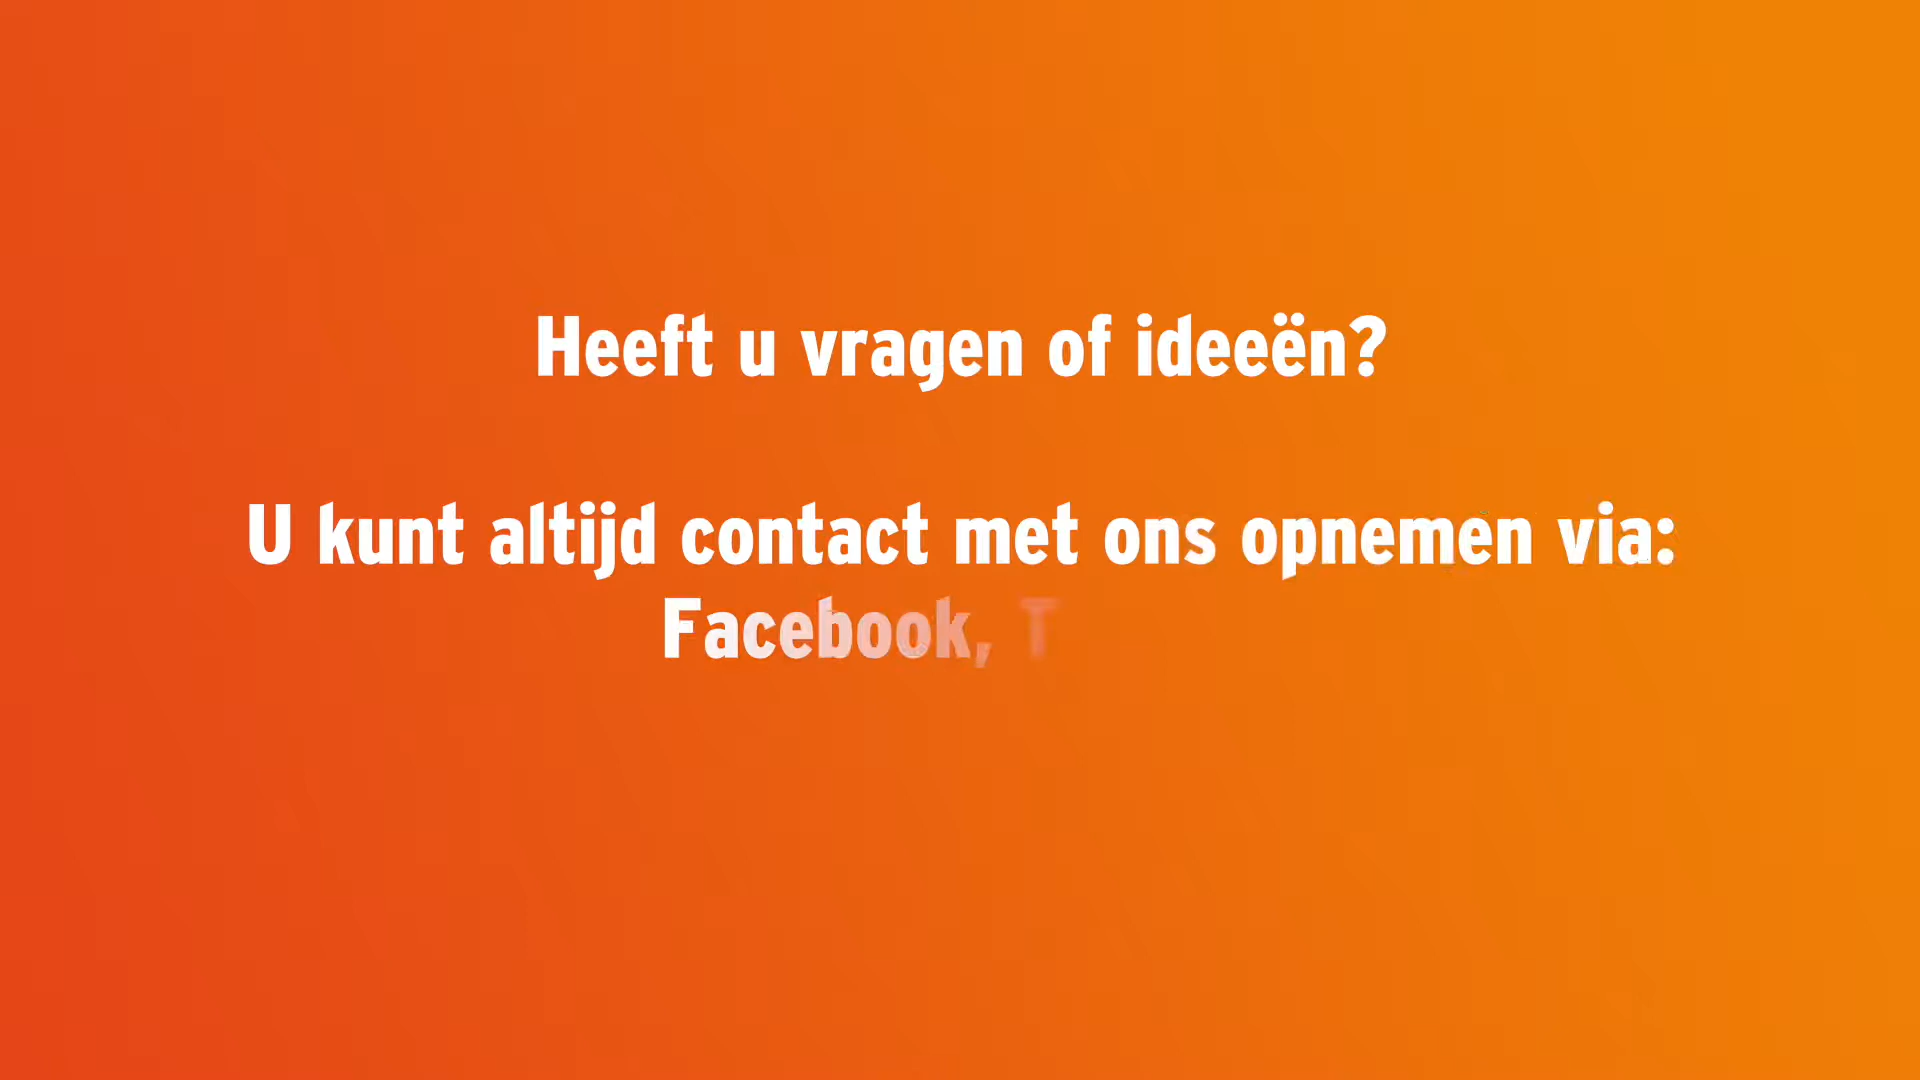 Heeft u vragen of ideeën?
U kunt altijd contact met ons opnemen via:
Facebook, T